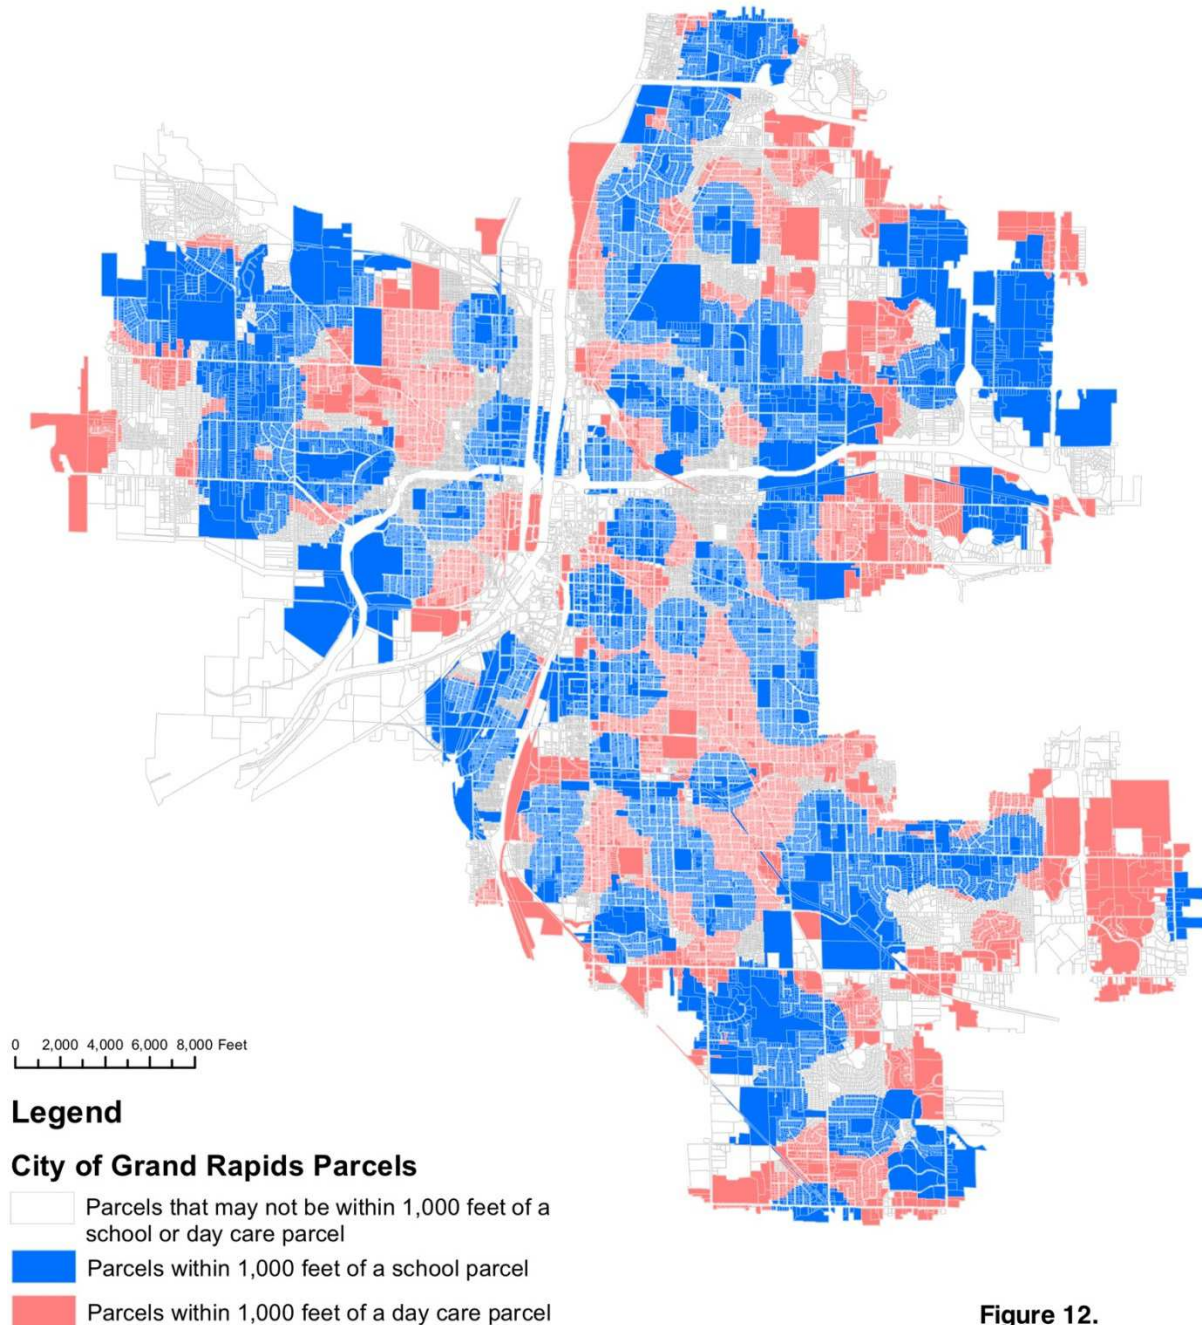 0 2,000 4,000 6,000 8,000 Feet
Legend
City of Grand Rapids Parcels
Parcels that may not be within 1,000 feet of a
school or day care parcel
Parcels within 1,000 feet of a school parcel
Parcels within 1,000 feet of a day care parcel
Figure 12.